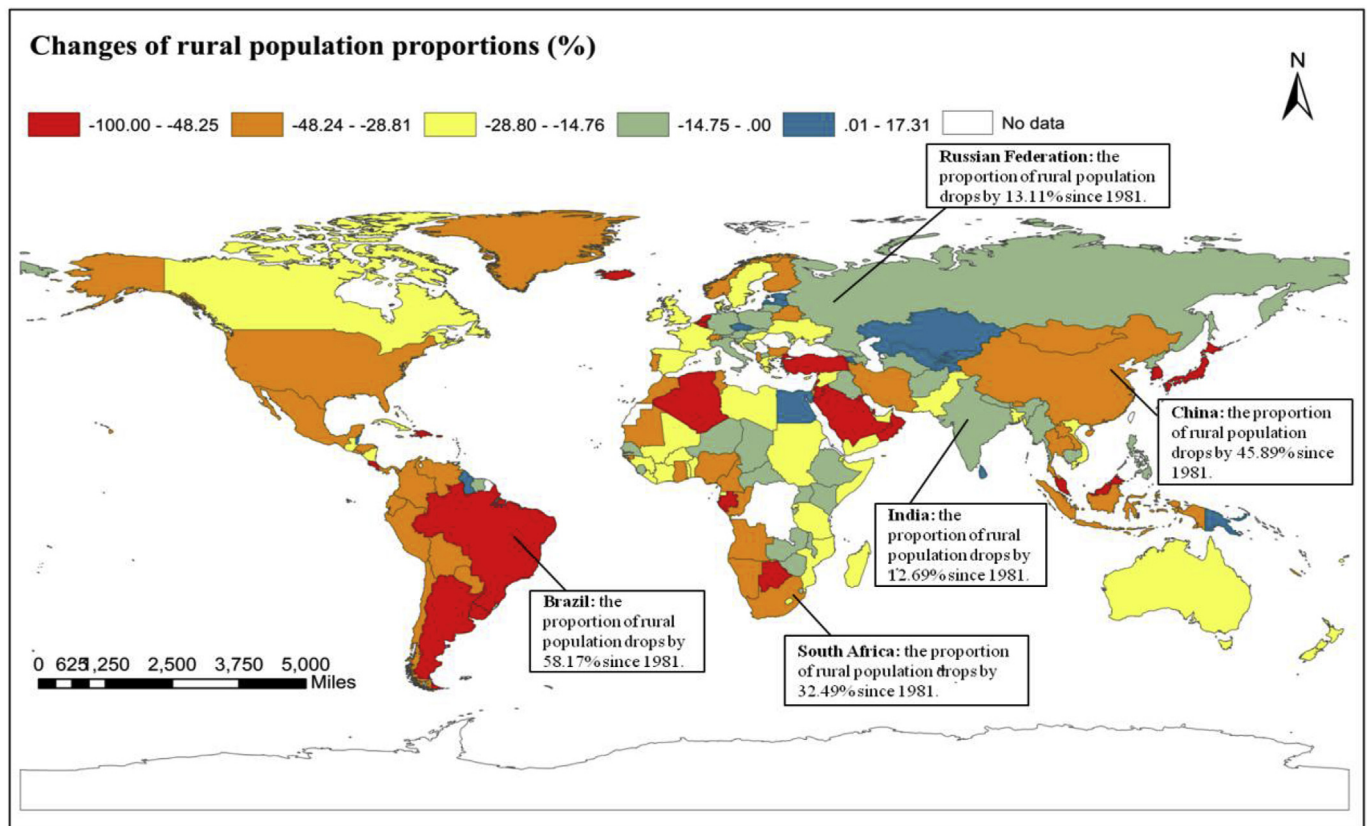 Changes of rural population proportions (%)
N
-100.00 - -48.25
-48.24 - -28.81
-28.80 - -14.76
-14.75 - .00
.01 - 17.31
No data
Russian Federation: the
proportion of rural population
drops by 13.11% since 1981.
China: the proportion
of rural population
drops by 45.89% since
1981.
India: the
proportion of rural
population drops by
12.69% since 1981.
Brazil: the
proportion of rural
population drops by
58.17% since 1981.
South Africa: the proportion
of rural population drops by
32.49% since 1981.
0 625 1,250 2,500 3,750 5,000
Miles